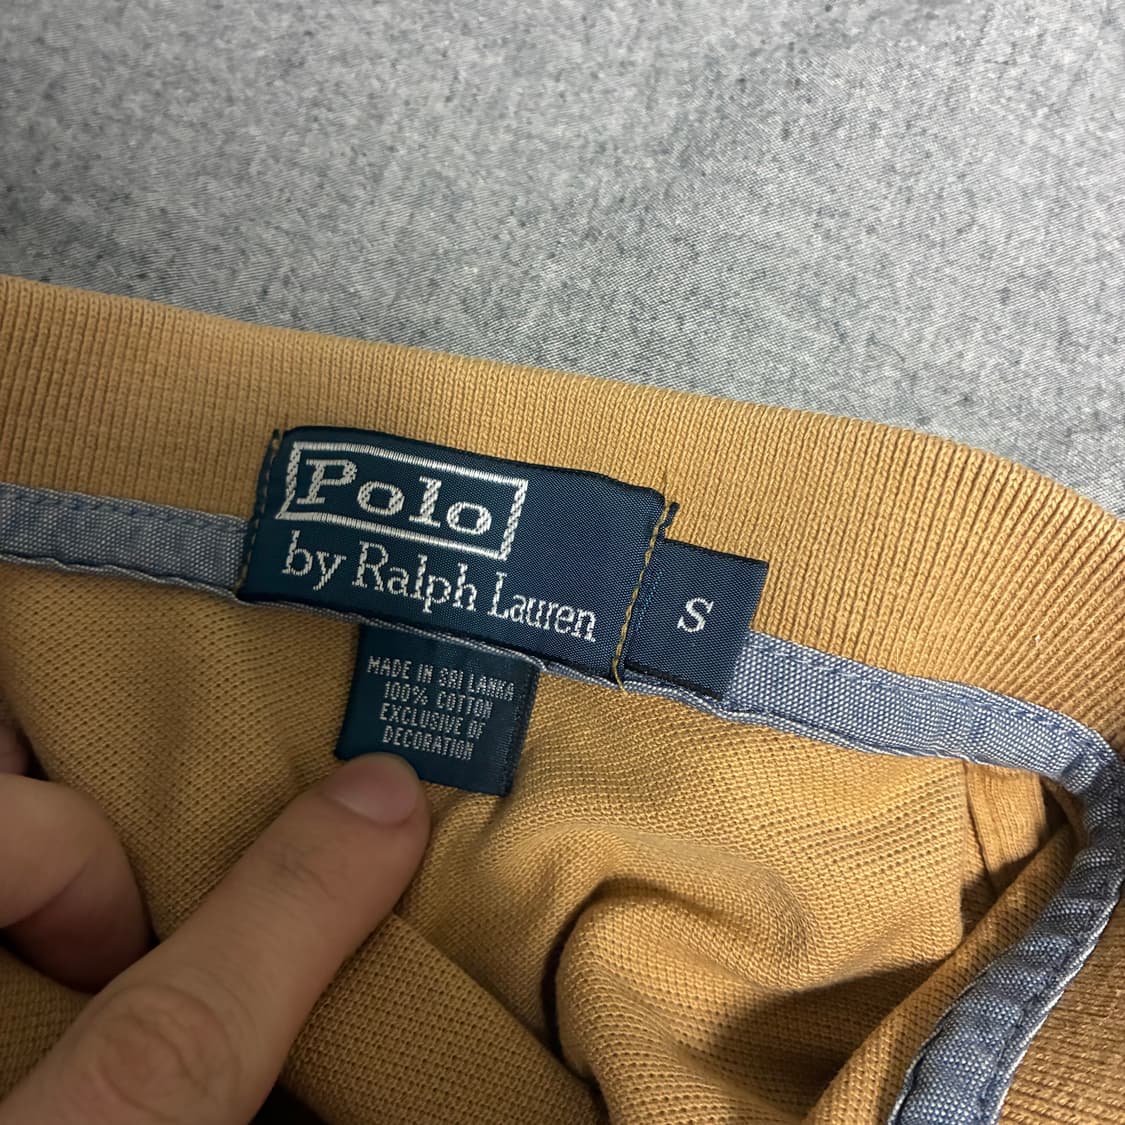 Polo
by Ralph Lauren
S
MADE IN SRI LANKA
100% COTTON
EXCLUSIVE OF
DECORATION